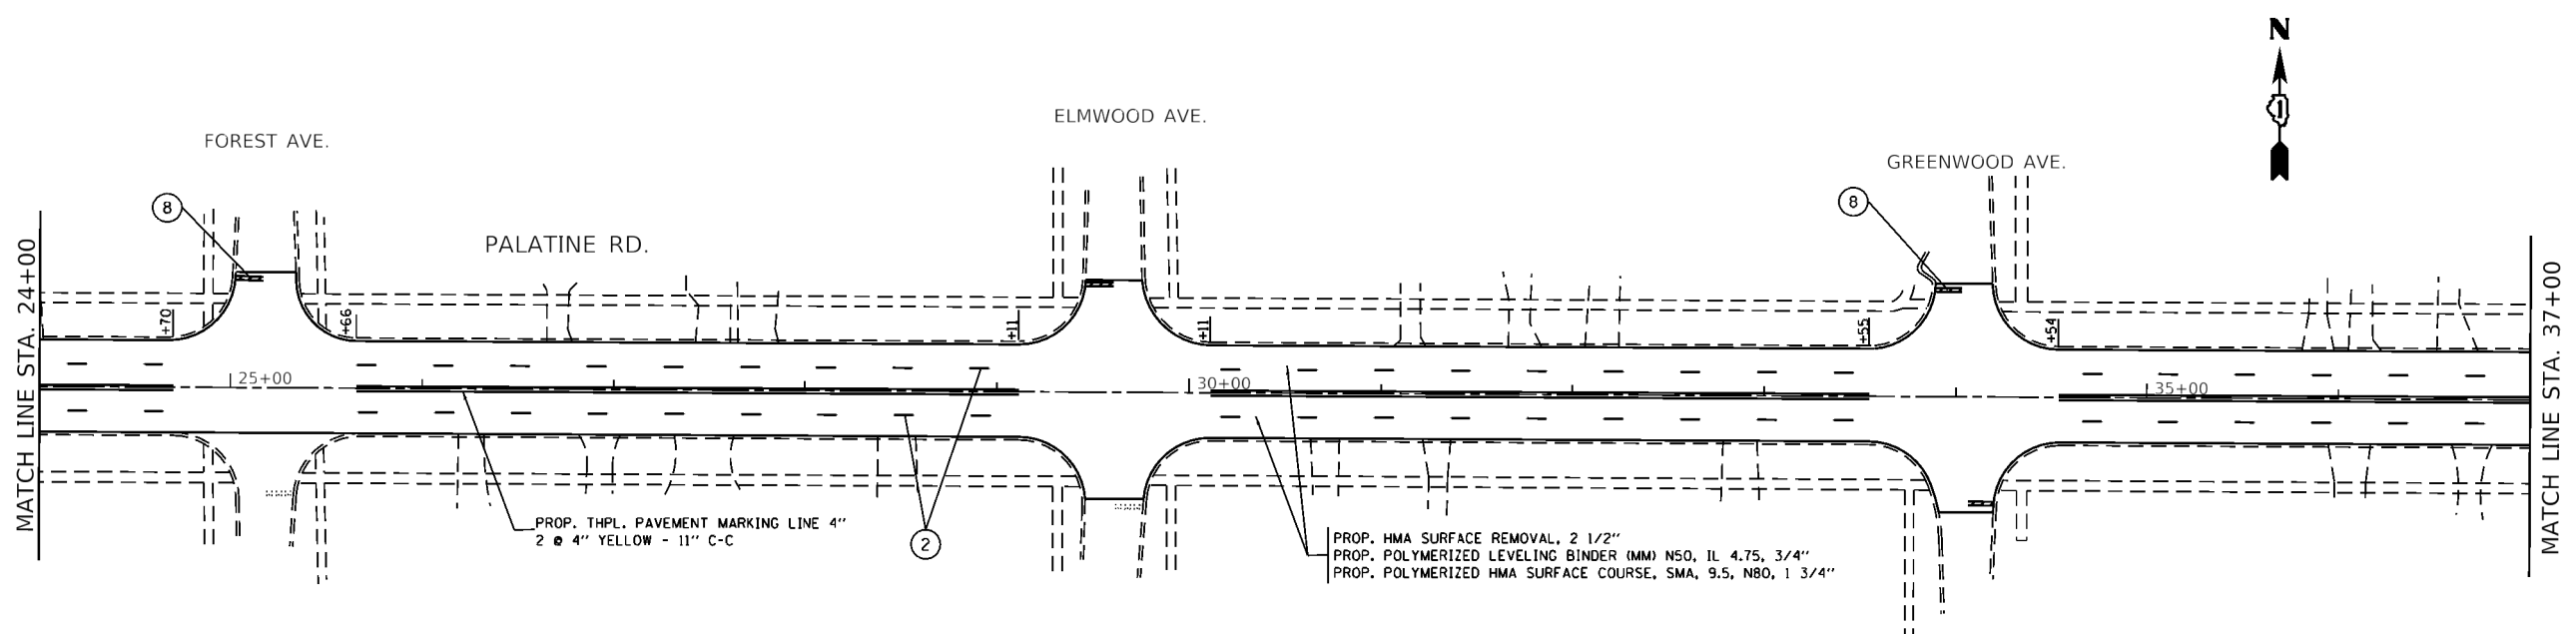 N
ELMWOOD AVE.
FOREST AVE.
GREENWOOD AVE.
8
8
PALATINE RD.
MATCH LINE STA. 24+00
MATCH LINE STA. 37+00
+70
+66
+11
+11
+55
+54
25+00
30+00
35+00
PROP. THPL. PAVEMENT MARKING LINE 4"
2 @ 4" YELLOW - 11" C-C
2
PROP. HMA SURFACE REMOVAL, 2 1/2"
PROP. POLYMERIZED LEVELING BINDER (MM) N50, IL 4.75, 3/4"
PROP. POLYMERIZED HMA SURFACE COURSE, SMA, 9.5, N80, 1 3/4"